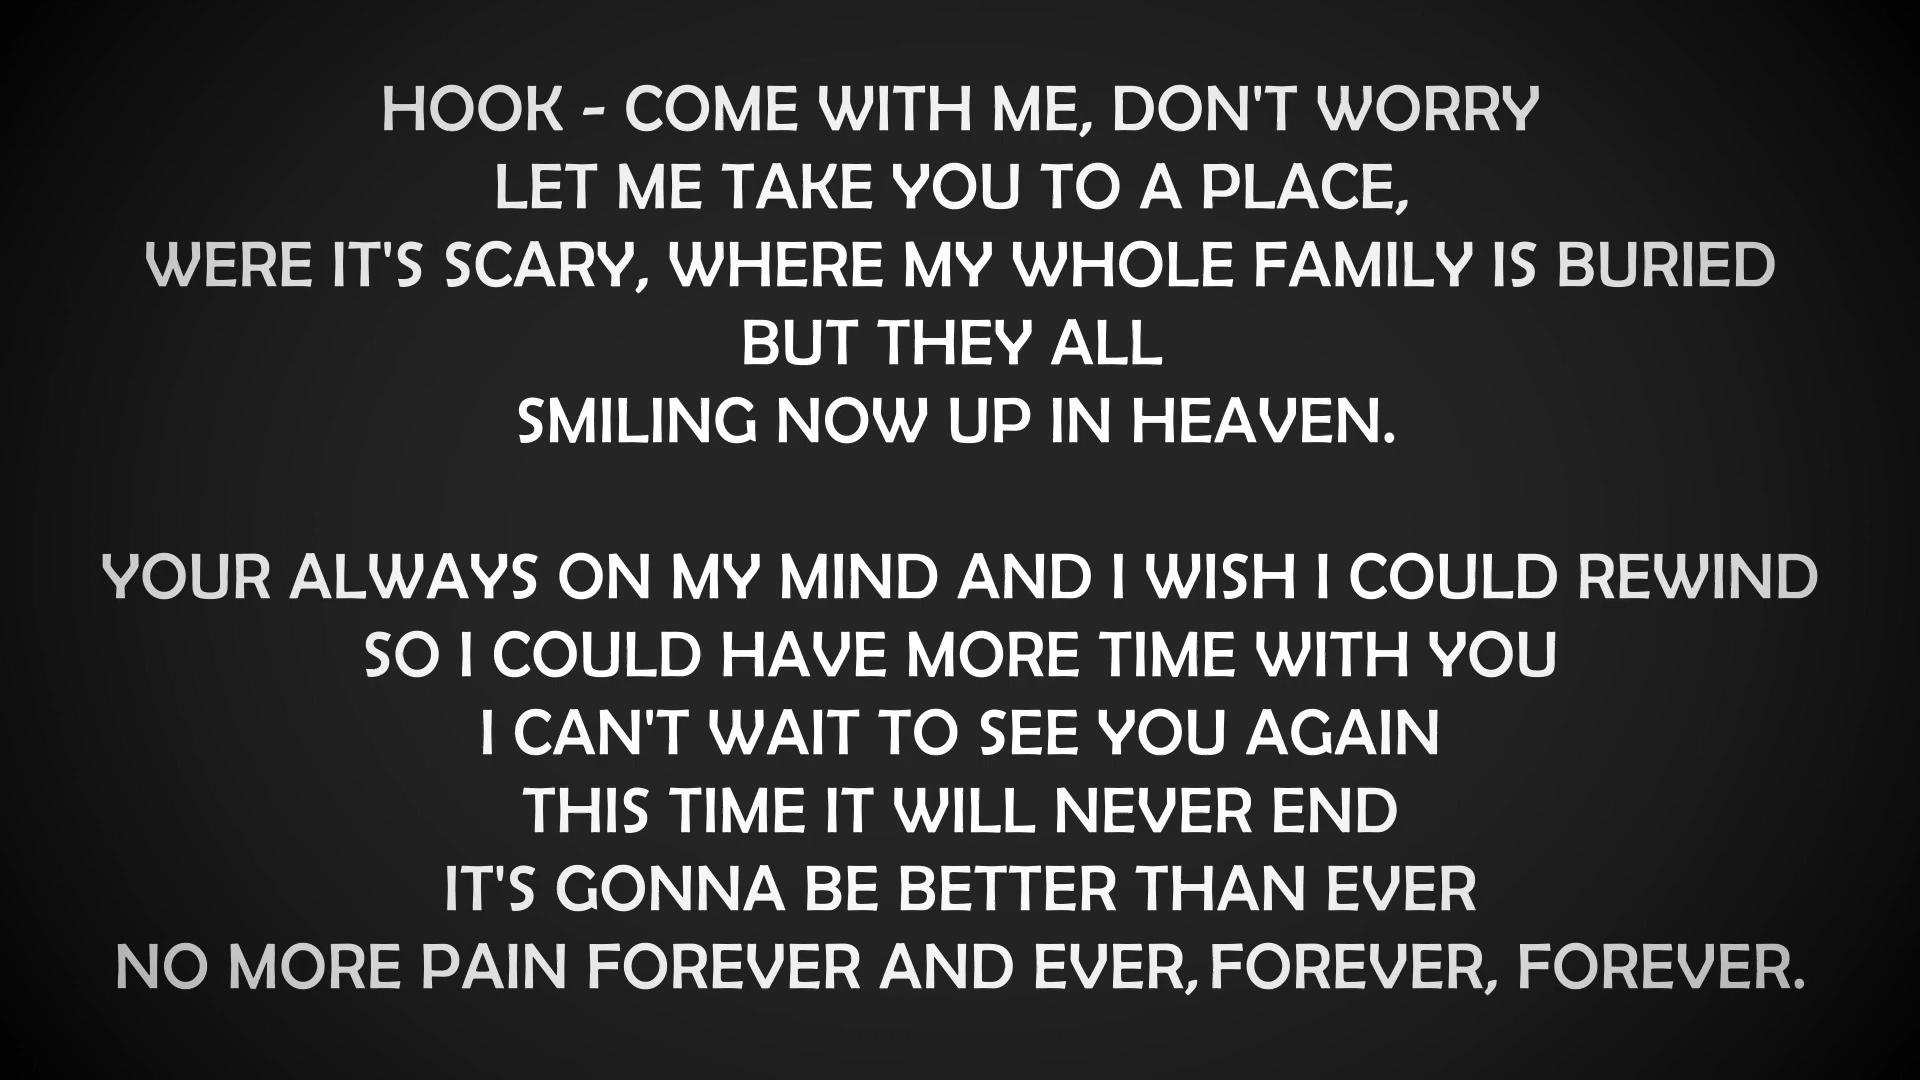 HOOK - COME WITH ME, DON'T WORRY
LET ME TAKE YOU TO A PLACE,
WERE IT'S SCARY, WHERE MY WHOLE FAMILY IS BURIED
BUT THEY ALL
SMILING NOW UP IN HEAVEN.
YOUR ALWAYS ON MY MIND AND I WISH I COULD REWIND
SO I COULD HAVE MORE TIME WITH YOU
I CAN'T WAIT TO SEE YOU AGAIN
THIS TIME IT WILL NEVER END
IT'S GONNA BE BETTER THAN EVER
NO MORE PAIN FOREVER AND EVER, FOREVER, FOREVER.